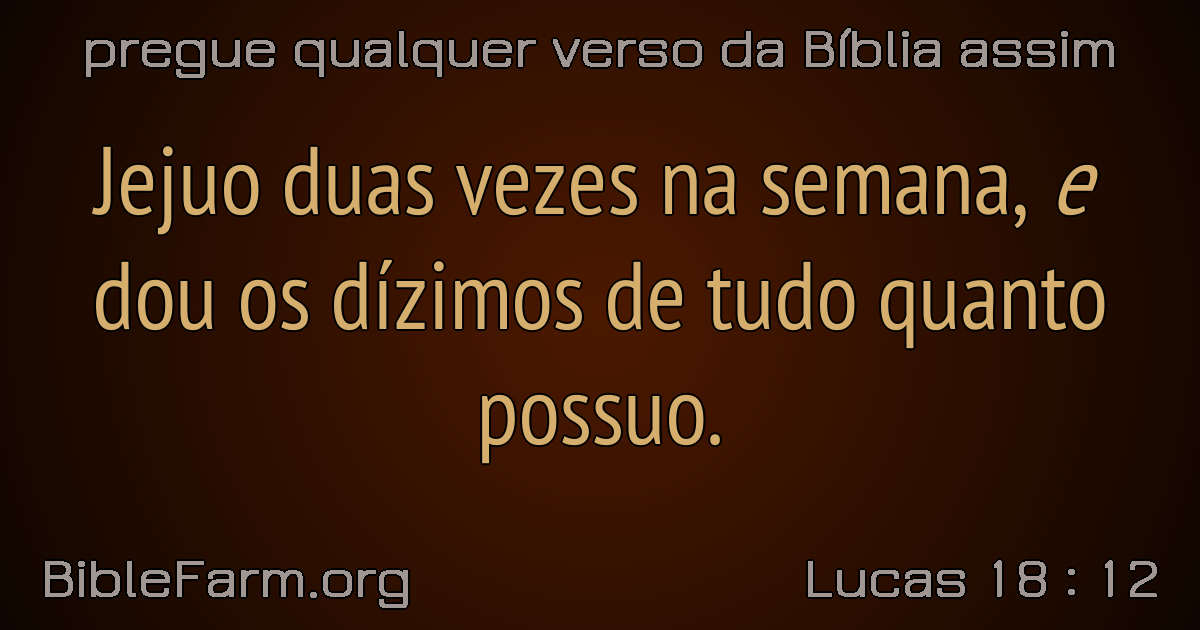 pregue qualquer verso da Bíblia assim
Jejuo duas vezes na semana, e
dou os dízimos de tudo quanto
possuo.
BibleFarm.org
Lucas 18 : 12